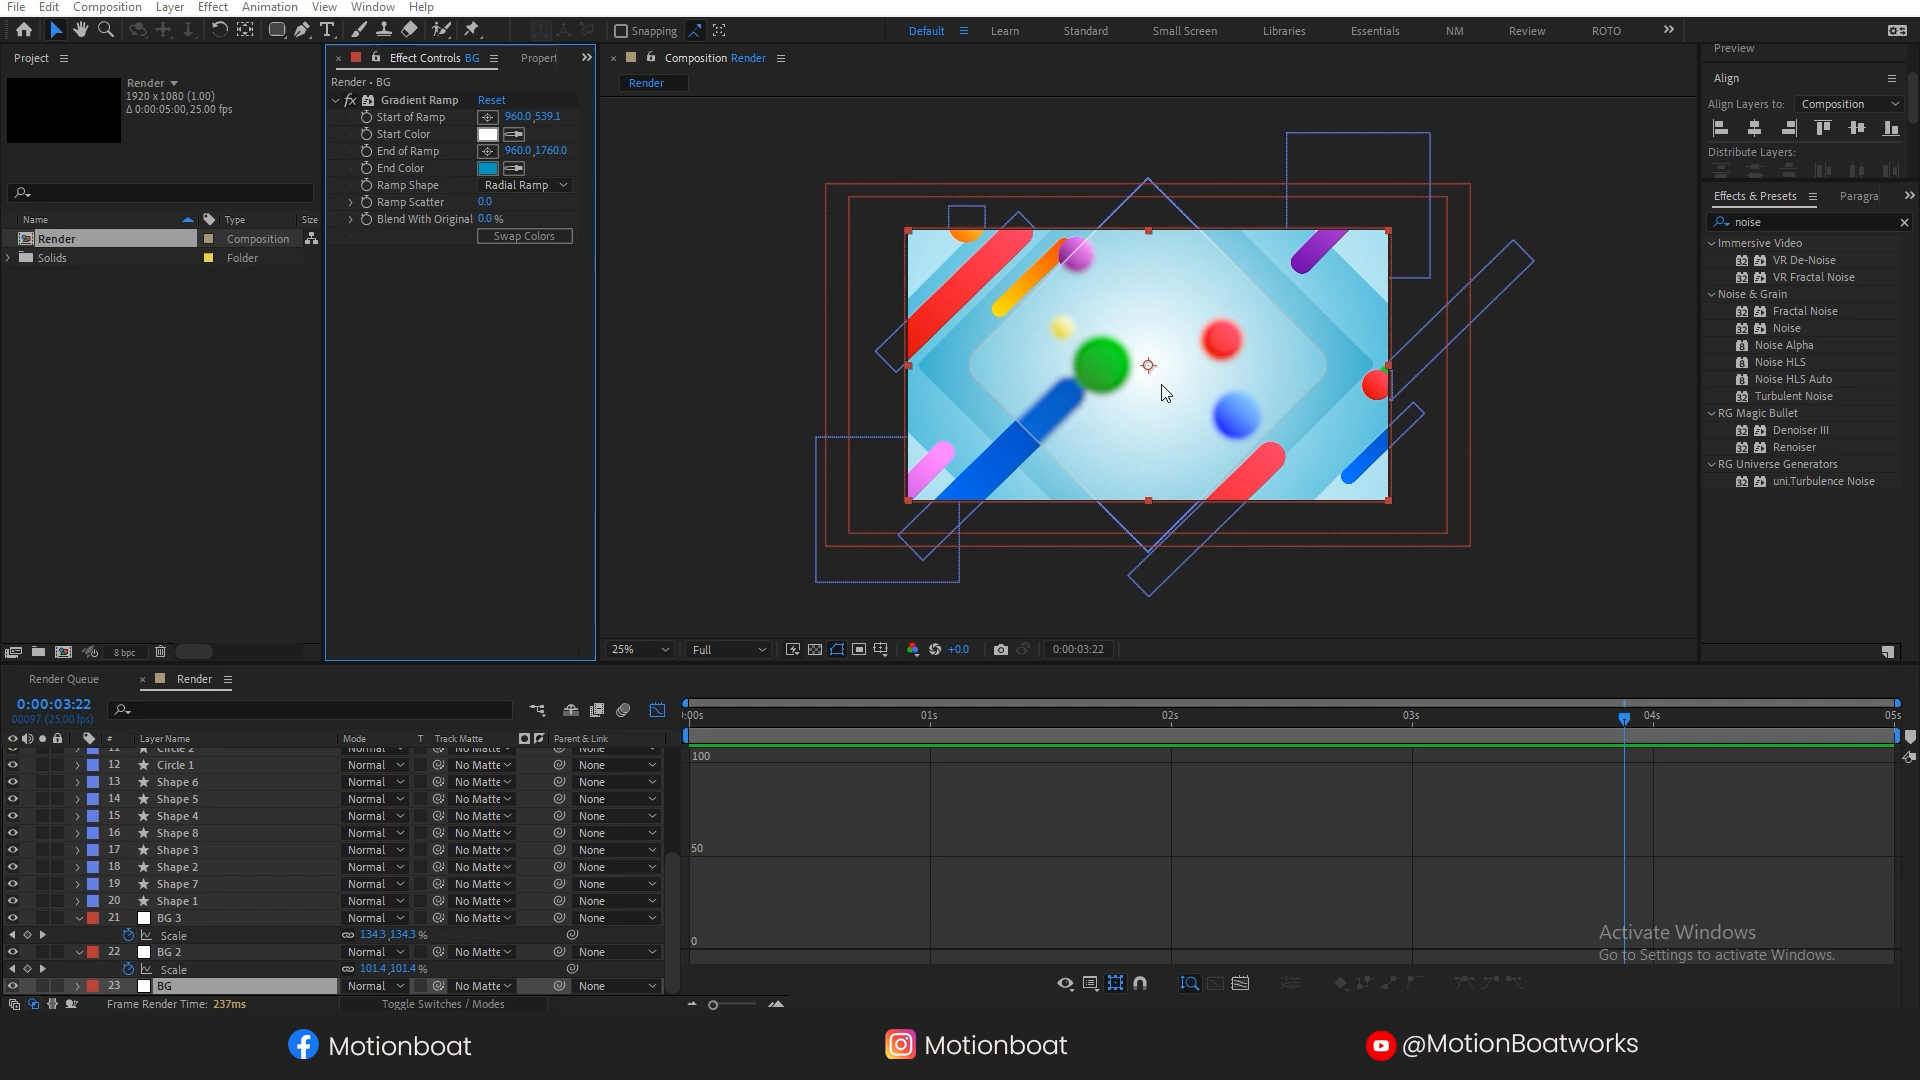 File Edit Composition Layer Effect Animation View Window Help
Snapping
Default Learn Standard Small Screen Libraries Essentials NM Review ROTO
Project
Render
1920 x 1080 (1.00)
Δ 0:00:05:00, 25.00 fps
Name Type Size
Render Composition
Solids Folder
8 bpc
Effect Controls BG
Render • BG
fx Gradient Ramp Reset
Start of Ramp 960.0,539.1
Start Color
End of Ramp 960.0,1760.0
End Color
Ramp Shape Radial Ramp
Ramp Scatter 0.0
Blend With Original 0.0 %
Swap Colors
Composition Render
Render
25% Full +0.0 0:00:03:22
Preview
Align
Align Layers to: Composition
Distribute Layers:
Effects & Presets Paragra
noise
Immersive Video
VR De-Noise
VR Fractal Noise
Noise & Grain
Fractal Noise
Noise
Noise Alpha
Noise HLS
Noise HLS Auto
Turbulent Noise
RG Magic Bullet
Denoiser III
Renoiser
RG Universe Generators
uni.Turbulence Noise
Render Queue Render
0:00:03:22
00097 (25.00 fps)
# Layer Name Mode T Track Matte Parent & Link
11 Circle 2 Normal No Matte None
12 Circle 1 Normal No Matte None
13 Shape 6 Normal No Matte None
14 Shape 5 Normal No Matte None
15 Shape 4 Normal No Matte None
16 Shape 8 Normal No Matte None
17 Shape 3 Normal No Matte None
18 Shape 2 Normal No Matte None
19 Shape 7 Normal No Matte None
20 Shape 1 Normal No Matte None
21 BG 3 Normal No Matte None
Scale 134.3,134.3 %
22 BG 2 Normal No Matte None
Scale 101.4,101.4 %
23 BG Normal No Matte None
Frame Render Time: 237ms Toggle Switches / Modes
:00s 01s 02s 03s 04s 05s
100
50
0
Activate Windows
Go to Settings to activate Windows.
Motionboat Motionboat @MotionBoatworks